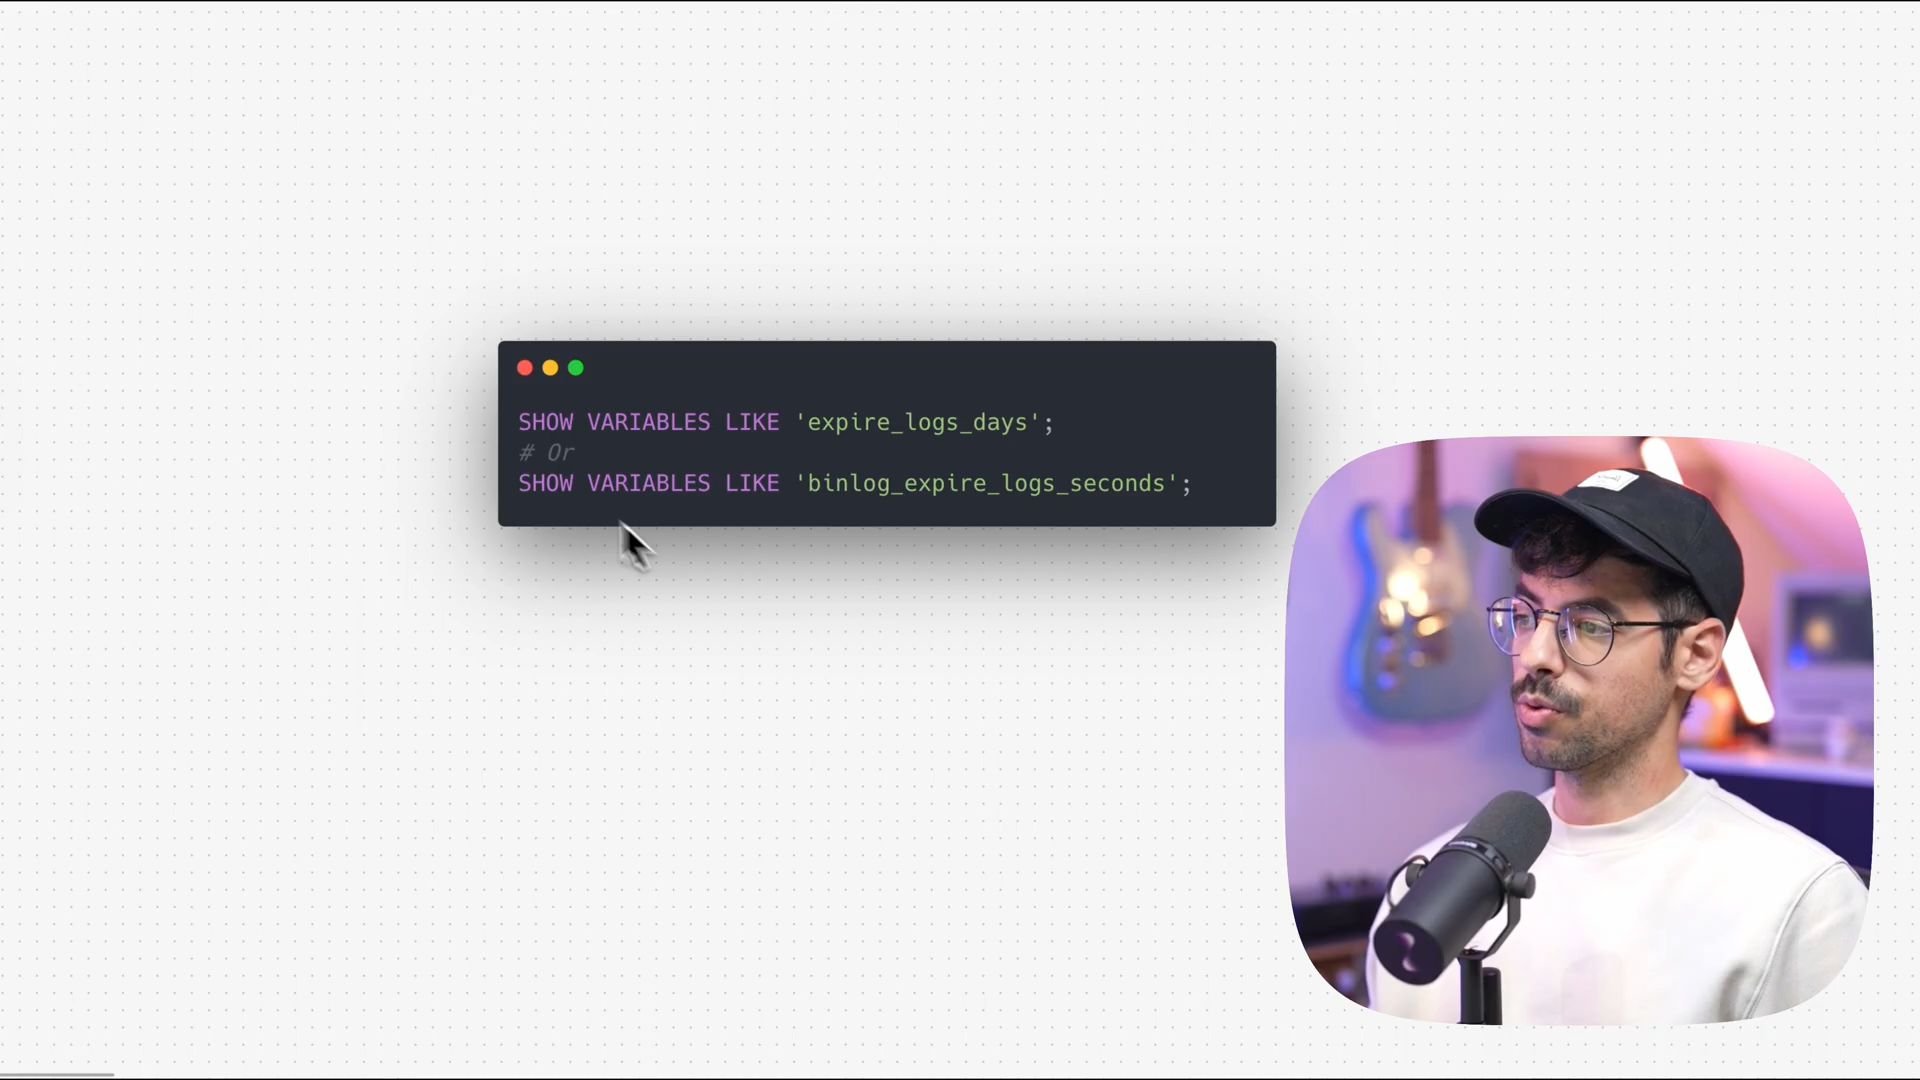 SHOW VARIABLES LIKE 'expire_logs_days';
# Or
SHOW VARIABLES LIKE 'binlog_expire_logs_seconds';